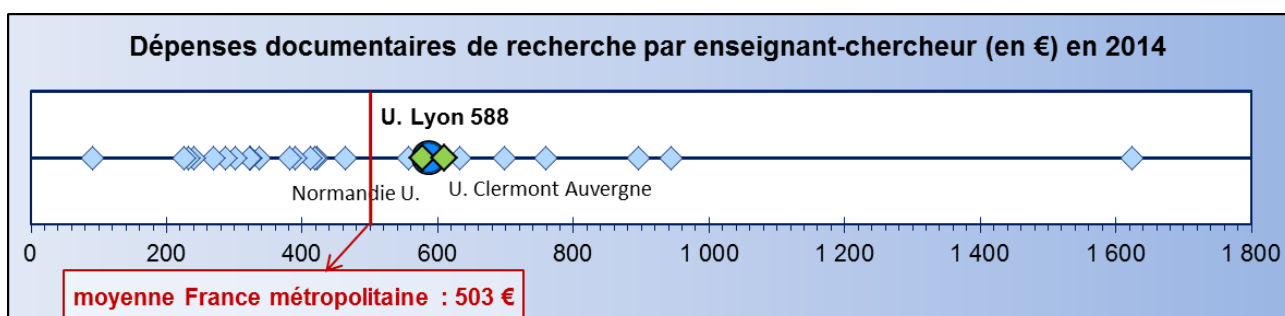 Dépenses documentaires de recherche par enseignant-chercheur (en €) en 2014
U. Lyon 588
Normandie U.
U. Clermont Auvergne
0 200 400 600 800 1 000 1 200 1 400 1 600 1 800
moyenne France métropolitaine : 503 €